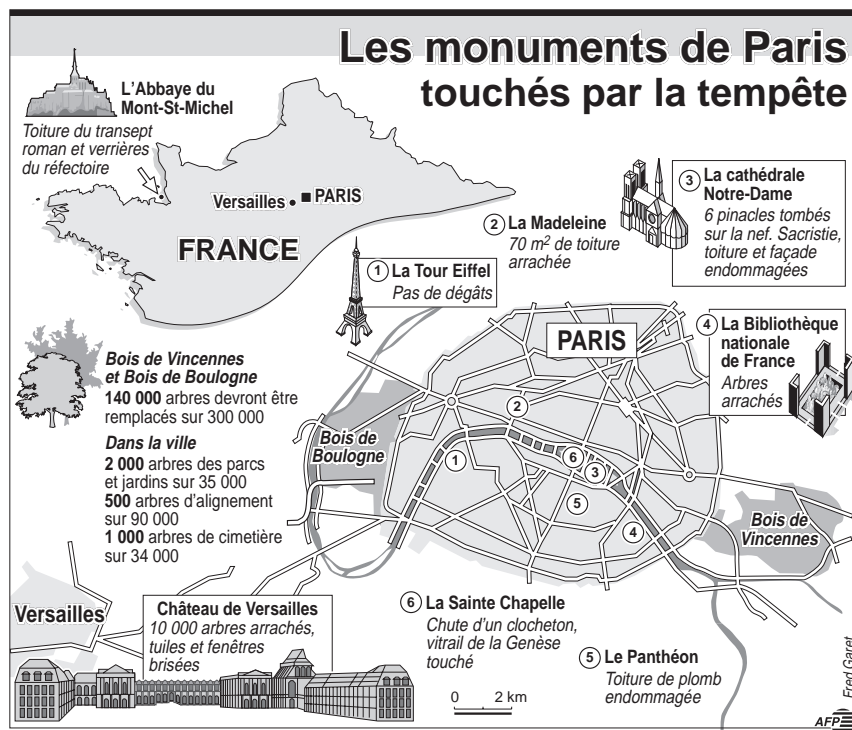 Les monuments de Paris
touchés par la tempête
L'Abbaye du
Mont-St-Michel
Toiture du transept
roman et verrières
du réfectoire
Versailles
PARIS
FRANCE
1 La Tour Eiffel
Pas de dégâts
2 La Madeleine
70 m² de toiture
arrachée
3 La cathédrale
Notre-Dame
6 pinacles tombés
sur la nef. Sacristie,
toiture et façade
endommagées
PARIS
4 La Bibliothèque
nationale
de France
Arbres
arrachés
Bois de Vincennes
et Bois de Boulogne
140 000 arbres devront être
remplacés sur 300 000
Dans la ville
2 000 arbres des parcs
et jardins sur 35 000
500 arbres d'alignement
sur 90 000
1 000 arbres de cimetière
sur 34 000
Bois de
Boulogne
2
1
6
3
5
4
Bois de
Vincennes
Versailles
Château de Versailles
10 000 arbres arrachés,
tuiles et fenêtres
brisées
6 La Sainte Chapelle
Chute d'un clocheton,
vitrail de la Genèse
touché
5 Le Panthéon
Toiture de plomb
endommagée
0 2 km
Fred Garet
AFP